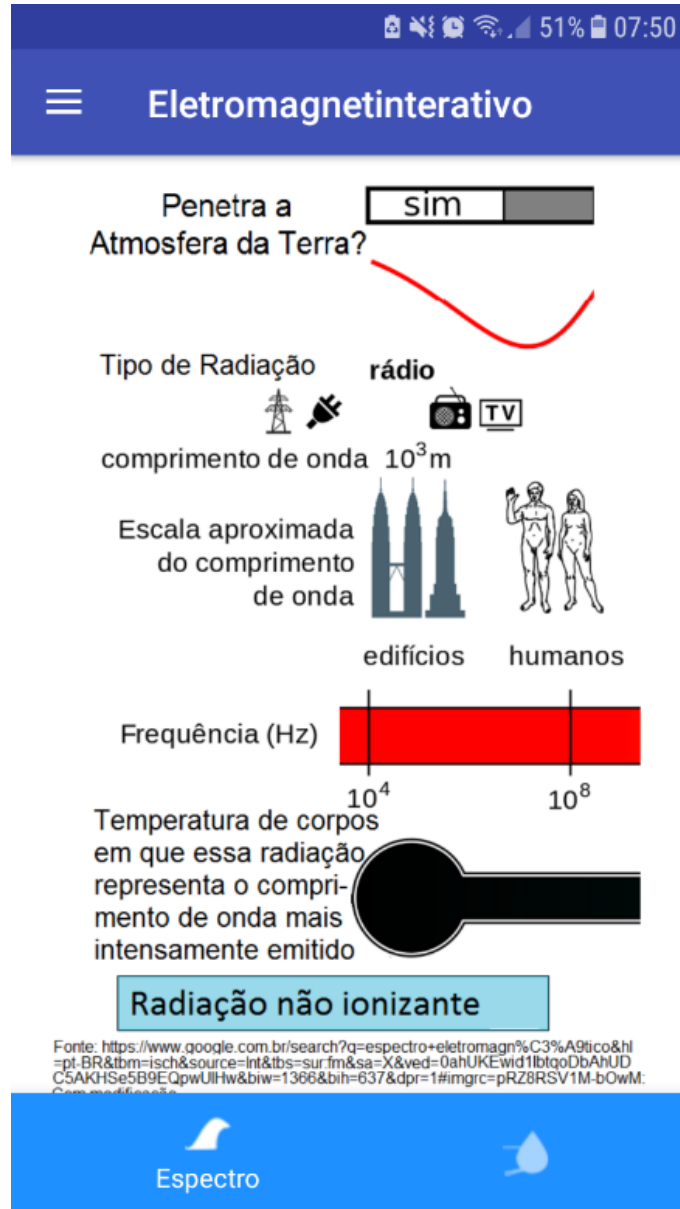 51% 07:50
Eletromagnetinterativo
Penetra a
Atmosfera da Terra?
sim
Tipo de Radiação
rádio
TV
comprimento de onda 10³m
Escala aproximada
do comprimento
de onda
edifícios humanos
Frequência (Hz)
10⁴ 10⁸
Temperatura de corpos
em que essa radiação
representa o compri-
mento de onda mais
intensamente emitido
Radiação não ionizante
Fonte: https://www.google.com.br/search?q=espectro+eletromagn%C3%A9tico&hl
=pt-BR&tbm=isch&source=lnt&tbs=sur:fm&sa=X&ved=0ahUKEwid1lbtqoDbAhUD
C5AKHSe5B9EQpwUIHw&biw=1366&bih=637&dpr=1#imgrc=pRZ8RSV1M-bOwM:
Espectro